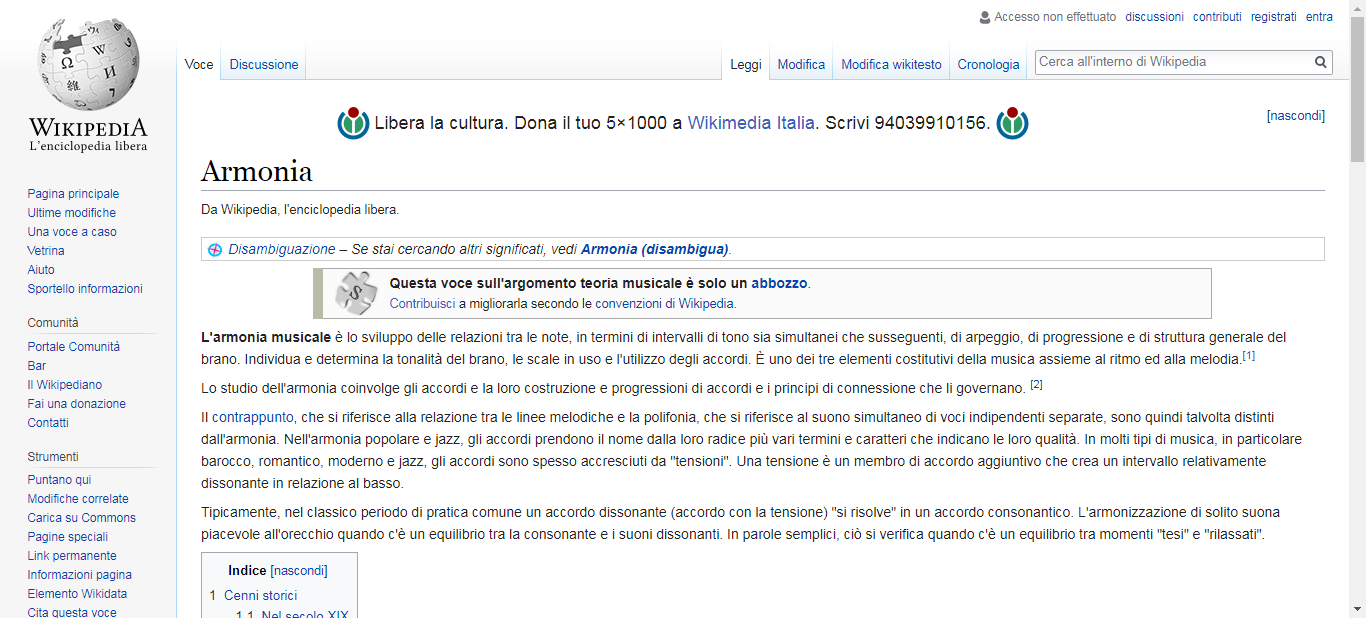 Accesso non effettuato discussioni contributi registrati entra
Voce Discussione Leggi Modifica Modifica wikitesto Cronologia Cerca all'interno di Wikipedia
WIKIPEDIA
L'enciclopedia libera
Pagina principale
Ultime modifiche
Una voce a caso
Vetrina
Aiuto
Sportello informazioni
Comunità
Portale Comunità
Bar
Il Wikipediano
Fai una donazione
Contatti
Strumenti
Puntano qui
Modifiche correlate
Carica su Commons
Pagine speciali
Link permanente
Informazioni pagina
Elemento Wikidata
Cita questa voce
Libera la cultura. Dona il tuo 5×1000 a Wikimedia Italia. Scrivi 94039910156. [nascondi]
Armonia
Da Wikipedia, l'enciclopedia libera.
Disambiguazione – Se stai cercando altri significati, vedi Armonia (disambigua).
Questa voce sull'argomento teoria musicale è solo un abbozzo.
Contribuisci a migliorarla secondo le convenzioni di Wikipedia.
L'armonia musicale è lo sviluppo delle relazioni tra le note, in termini di intervalli di tono sia simultanei che susseguenti, di arpeggio, di progressione e di struttura generale del
brano. Individua e determina la tonalità del brano, le scale in uso e l'utilizzo degli accordi. È uno dei tre elementi costitutivi della musica assieme al ritmo ed alla melodia.[1]
Lo studio dell'armonia coinvolge gli accordi e la loro costruzione e progressioni di accordi e i principi di connessione che li governano. [2]
Il contrappunto, che si riferisce alla relazione tra le linee melodiche e la polifonia, che si riferisce al suono simultaneo di voci indipendenti separate, sono quindi talvolta distinti
dall'armonia. Nell'armonia popolare e jazz, gli accordi prendono il nome dalla loro radice più vari termini e caratteri che indicano le loro qualità. In molti tipi di musica, in particolare
barocco, romantico, moderno e jazz, gli accordi sono spesso accresciuti da "tensioni". Una tensione è un membro di accordo aggiuntivo che crea un intervallo relativamente
dissonante in relazione al basso.
Tipicamente, nel classico periodo di pratica comune un accordo dissonante (accordo con la tensione) "si risolve" in un accordo consonantico. L'armonizzazione di solito suona
piacevole all'orecchio quando c'è un equilibrio tra la consonante e i suoni dissonanti. In parole semplici, ciò si verifica quando c'è un equilibrio tra momenti "tesi" e "rilassati".
Indice [nascondi]
1 Cenni storici
1.1 Nel secolo XIX